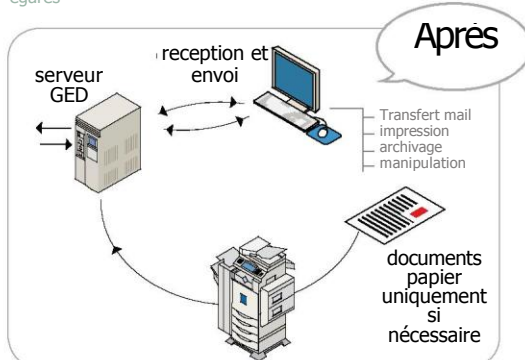 Après
reception et
envoi
serveur
GED
Transfert mail
impression
archivage
manipulation
documents
papier
uniquement
si
nécessaire